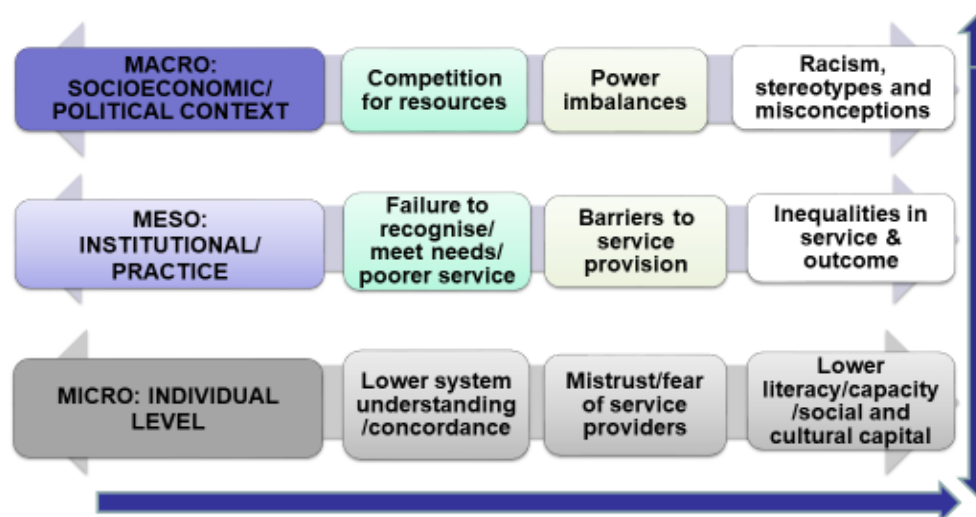 MACRO:
SOCIOECONOMIC/
POLITICAL CONTEXT
Competition
for resources
Power
imbalances
Racism,
stereotypes and
misconceptions
MESO:
INSTITUTIONAL/
PRACTICE
Failure to
recognise/
meet needs/
poorer service
Barriers to
service
provision
Inequalities in
service &
outcome
MICRO: INDIVIDUAL
LEVEL
Lower system
understanding
/concordance
Mistrust/fear
of service
providers
Lower
literacy/capacity
/social and
cultural capital